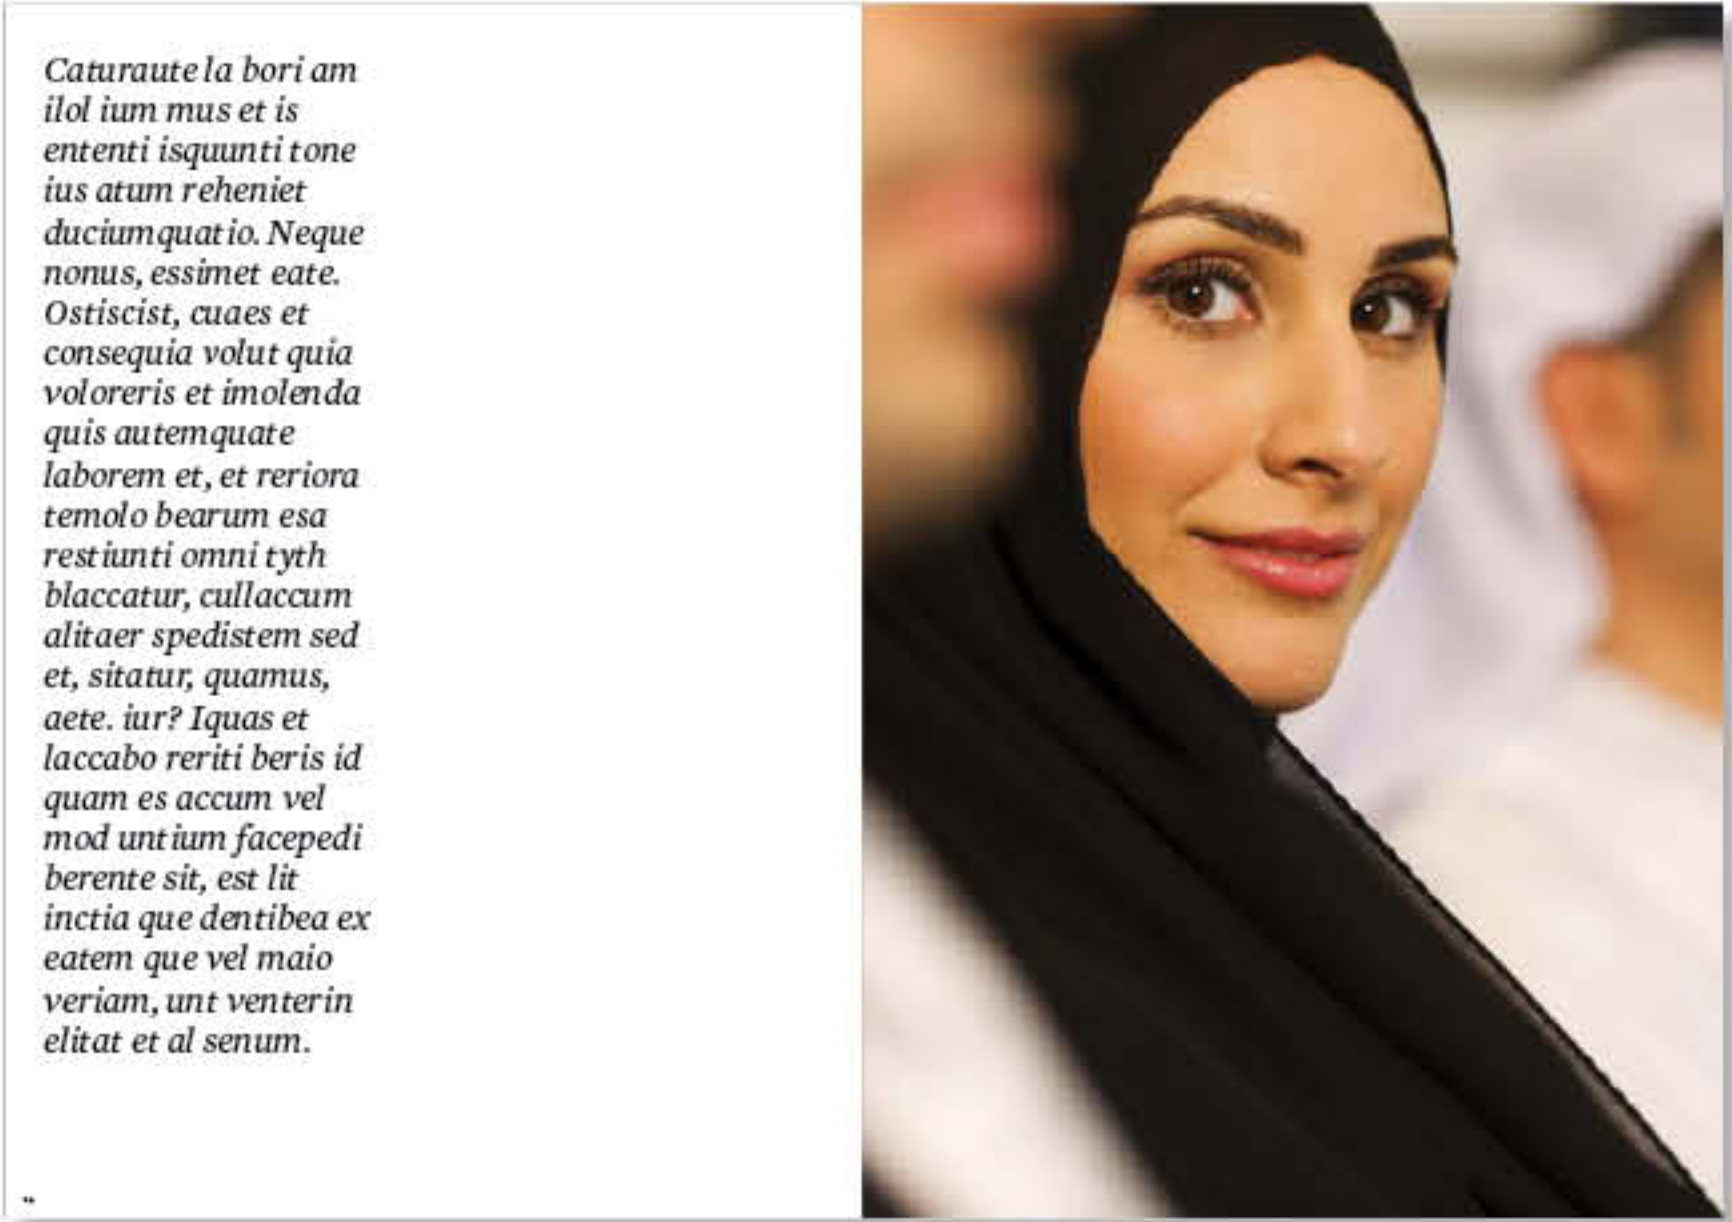 Caturaute la bori am
ilol ium mus et is
ententi isquunti tone
ius atum reheniet
duciumquatio. Neque
nonus, essimet eate.
Ostiscist, cuaes et
consequia volut quia
voloreris et imolenda
quis autemquate
laborem et, et reriora
temolo bearum esa
restiunti omni tyth
blaccatur, cullaccum
alitaer spedistem sed
et, sitatur, quamus,
aete. iur? Iquas et
laccabo reriti beris id
quam es accum vel
mod untium facepedi
berente sit, est lit
inctia que dentibea ex
eatem que vel maio
veriam, unt venterin
elitat et al senum.